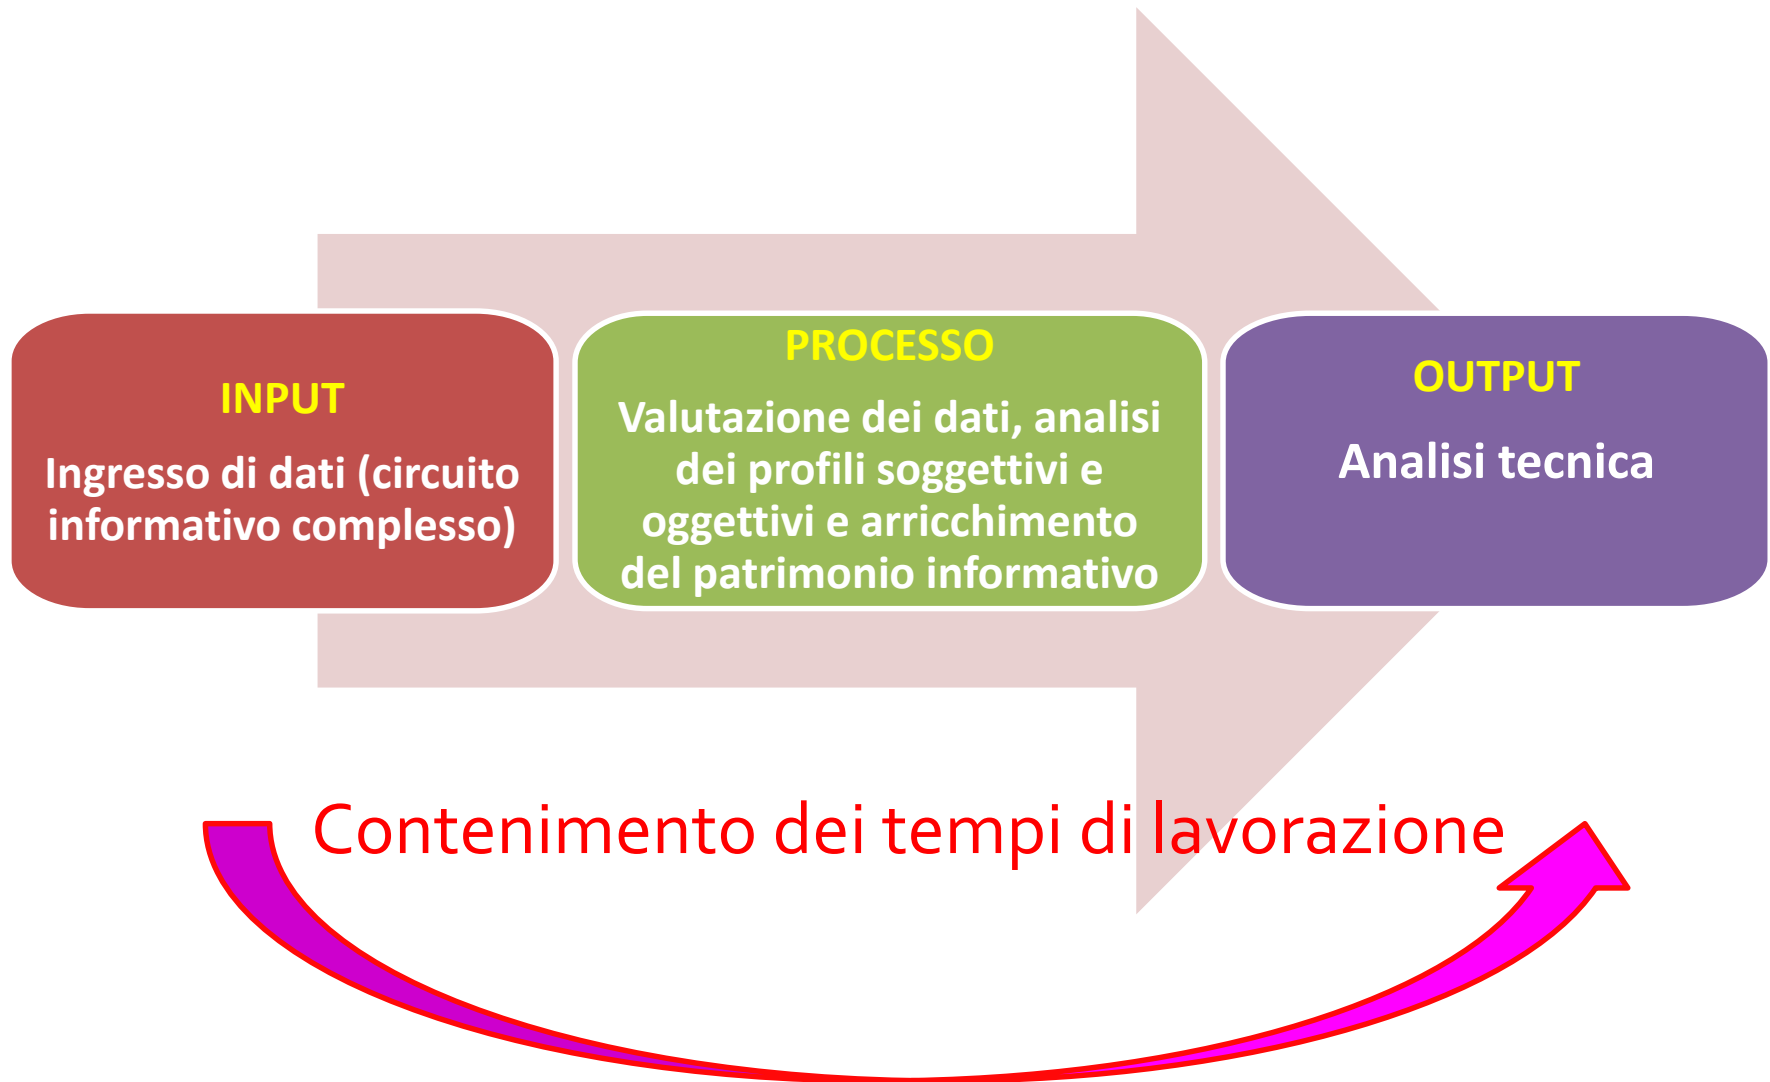 INPUT
Ingresso di dati (circuito
informativo complesso)
PROCESSO
Valutazione dei dati, analisi
dei profili soggettivi e
oggettivi e arricchimento
del patrimonio informativo
OUTPUT
Analisi tecnica
Contenimento dei tempi di lavorazione